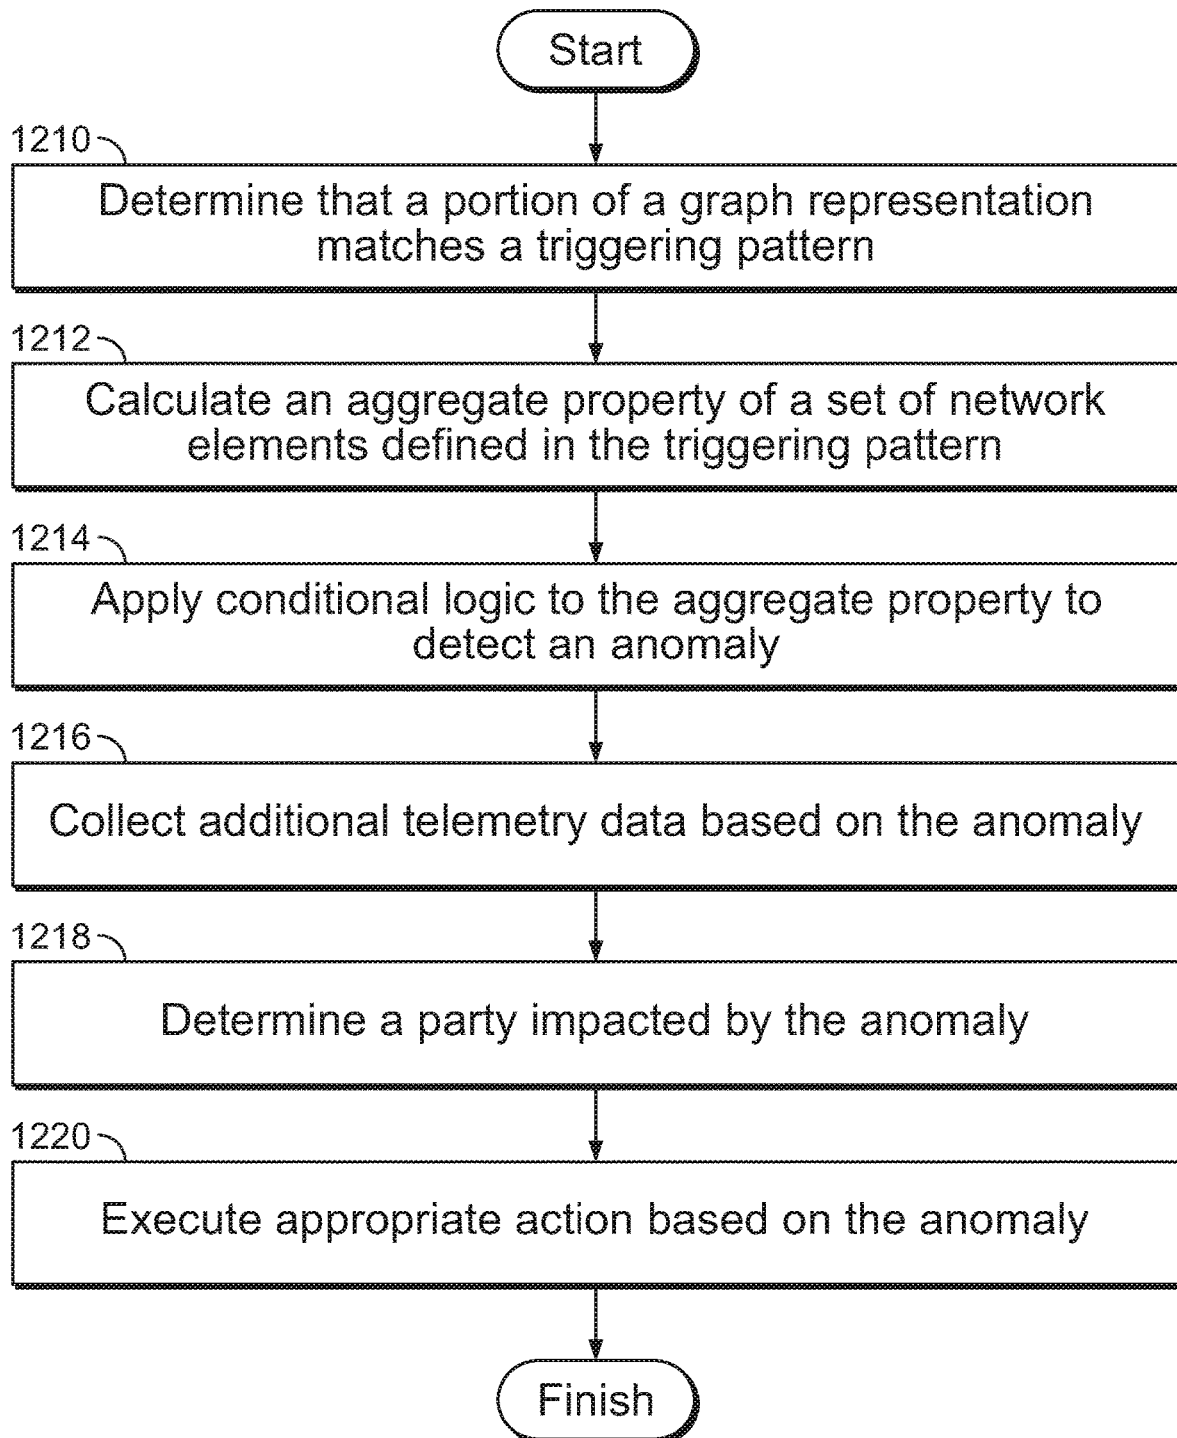 Start
1210
Determine that a portion of a graph representation
matches a triggering pattern
1212
Calculate an aggregate property of a set of network
elements defined in the triggering pattern
1214
Apply conditional logic to the aggregate property to
detect an anomaly
1216
Collect additional telemetry data based on the anomaly
1218
Determine a party impacted by the anomaly
1220
Execute appropriate action based on the anomaly
Finish